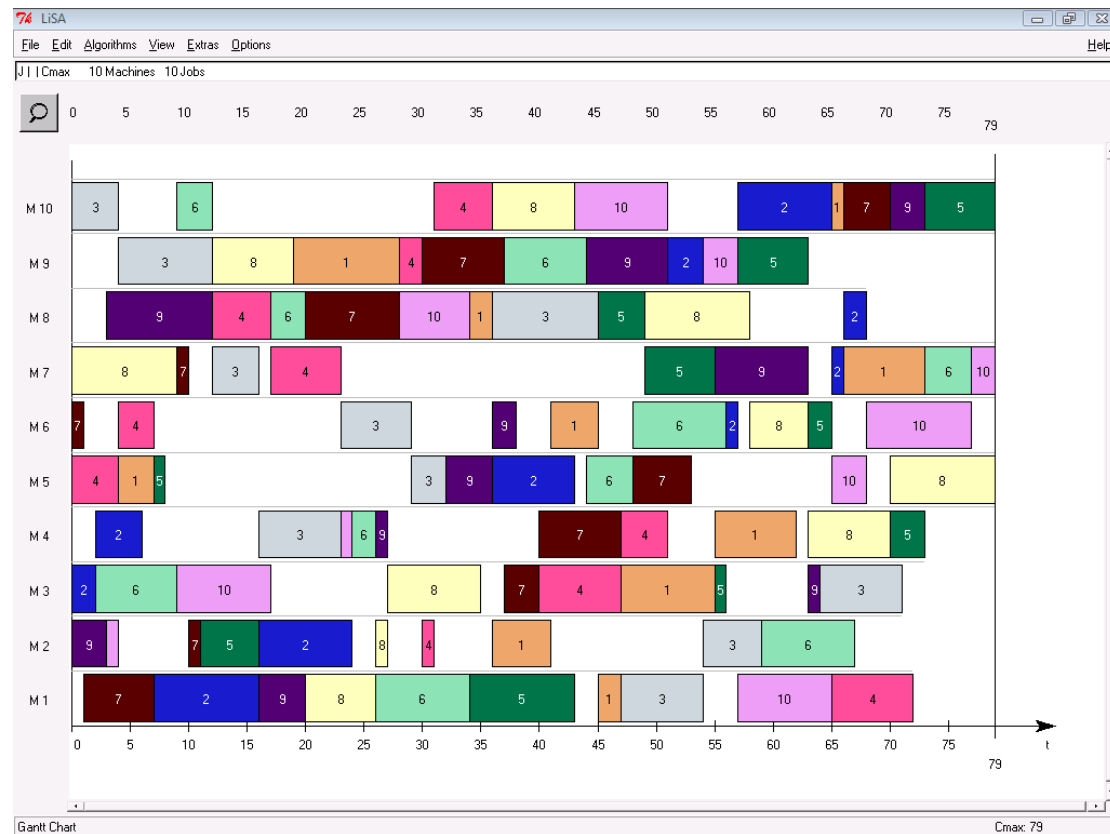 LiSA
File Edit Algorithms View Extras Options Help
J | | Cmax 10 Machines 10 Jobs
0 5 10 15 20 25 30 35 40 45 50 55 60 65 70 75
79
M 10 3 6 4 8 10 2 1 7 9 5
M 9 3 8 1 4 7 6 9 2 10 5
M 8 9 4 6 7 10 1 3 5 8 2
M 7 8 7 3 4 5 9 2 1 6 10
M 6 7 4 3 9 1 6 2 8 5 10
M 5 4 1 5 3 9 2 6 7 10 8
M 4 2 3 6 9 7 4 1 8 5
M 3 2 6 10 8 7 4 1 5 9 3
M 2 9 7 5 2 8 4 1 3 6
M 1 7 2 9 8 6 5 1 3 10 4
0 5 10 15 20 25 30 35 40 45 50 55 60 65 70 75 t
79
Gantt Chart Cmax: 79